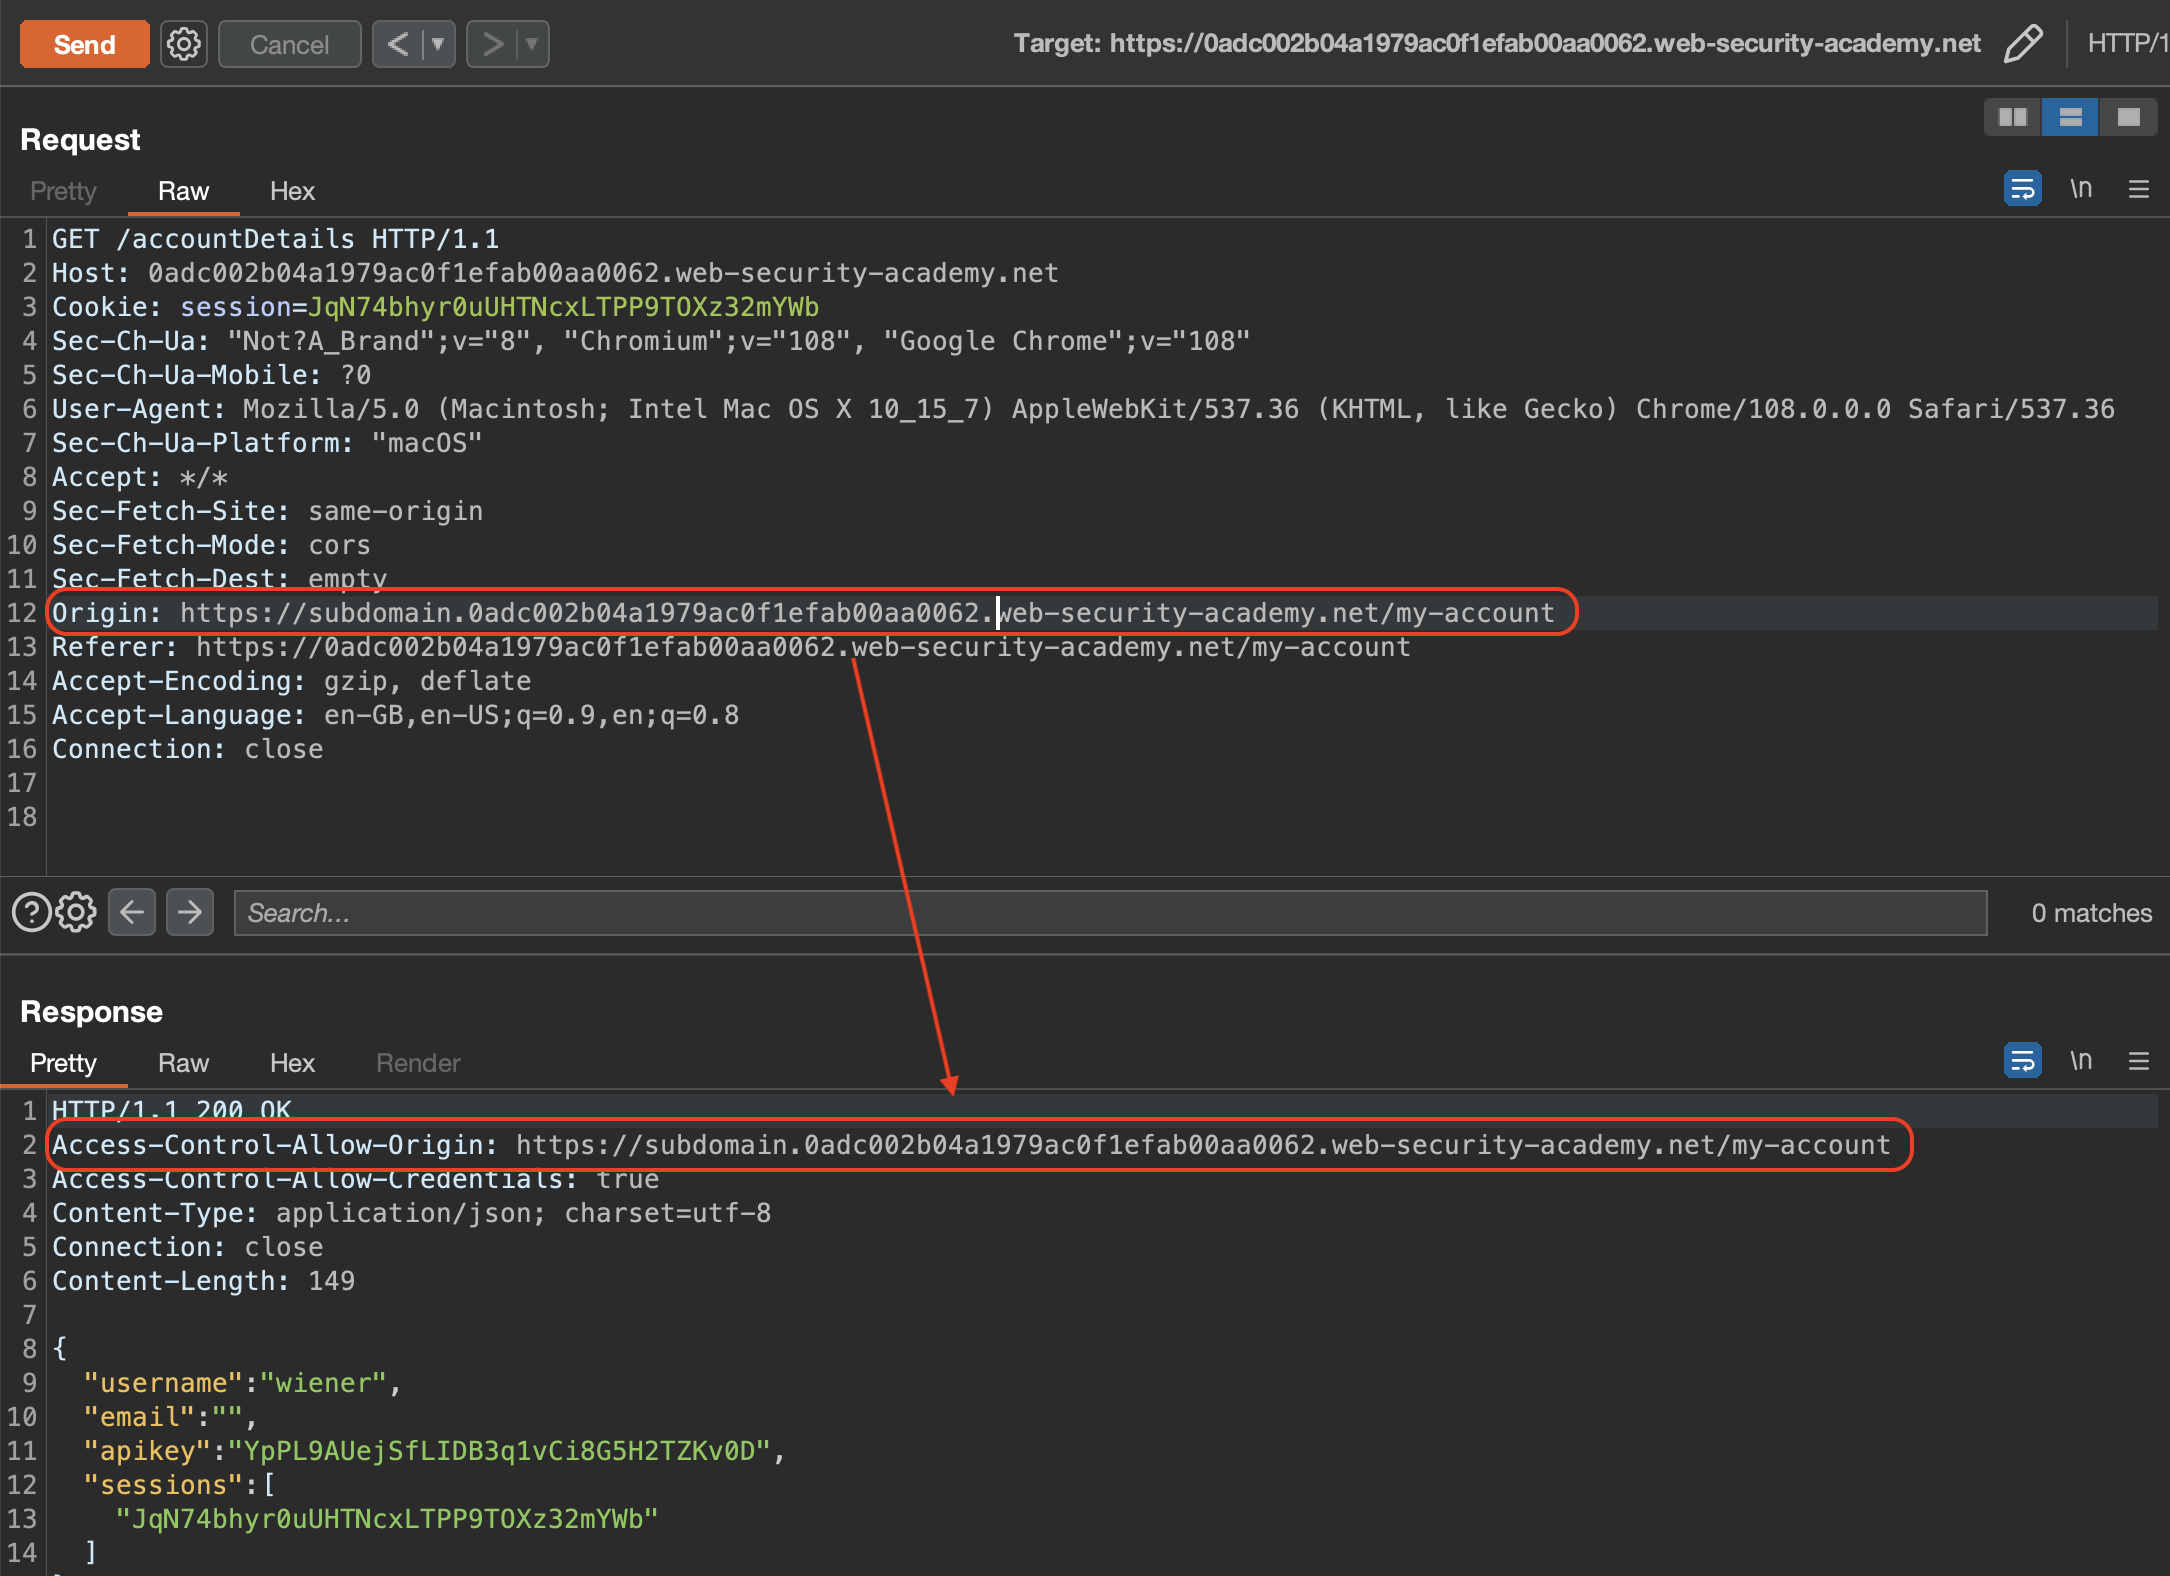 Send Cancel < > Target: https://0adc002b04a1979ac0f1efab00aa0062.web-security-academy.net HTTP/1
Request
Pretty Raw Hex \n
1 GET /accountDetails HTTP/1.1
2 Host: 0adc002b04a1979ac0f1efab00aa0062.web-security-academy.net
3 Cookie: session=JqN74bhyr0uUHTNcxLTPP9TOXz32mYWb
4 Sec-Ch-Ua: "Not?A_Brand";v="8", "Chromium";v="108", "Google Chrome";v="108"
5 Sec-Ch-Ua-Mobile: ?0
6 User-Agent: Mozilla/5.0 (Macintosh; Intel Mac OS X 10_15_7) AppleWebKit/537.36 (KHTML, like Gecko) Chrome/108.0.0.0 Safari/537.36
7 Sec-Ch-Ua-Platform: "macOS"
8 Accept: */*
9 Sec-Fetch-Site: same-origin
10 Sec-Fetch-Mode: cors
11 Sec-Fetch-Dest: empty
12 Origin: https://subdomain.0adc002b04a1979ac0f1efab00aa0062.web-security-academy.net/my-account
13 Referer: https://0adc002b04a1979ac0f1efab00aa0062.web-security-academy.net/my-account
14 Accept-Encoding: gzip, deflate
15 Accept-Language: en-GB,en-US;q=0.9,en;q=0.8
16 Connection: close
17
18
Search... 0 matches
Response
Pretty Raw Hex Render \n
1 HTTP/1.1 200 OK
2 Access-Control-Allow-Origin: https://subdomain.0adc002b04a1979ac0f1efab00aa0062.web-security-academy.net/my-account
3 Access-Control-Allow-Credentials: true
4 Content-Type: application/json; charset=utf-8
5 Connection: close
6 Content-Length: 149
7
8 {
9 "username":"wiener",
10 "email":"",
11 "apikey":"YpPL9AUejSfLIDB3q1vCi8G5H2TZKv0D",
12 "sessions":[
13 "JqN74bhyr0uUHTNcxLTPP9TOXz32mYWb"
14 ]